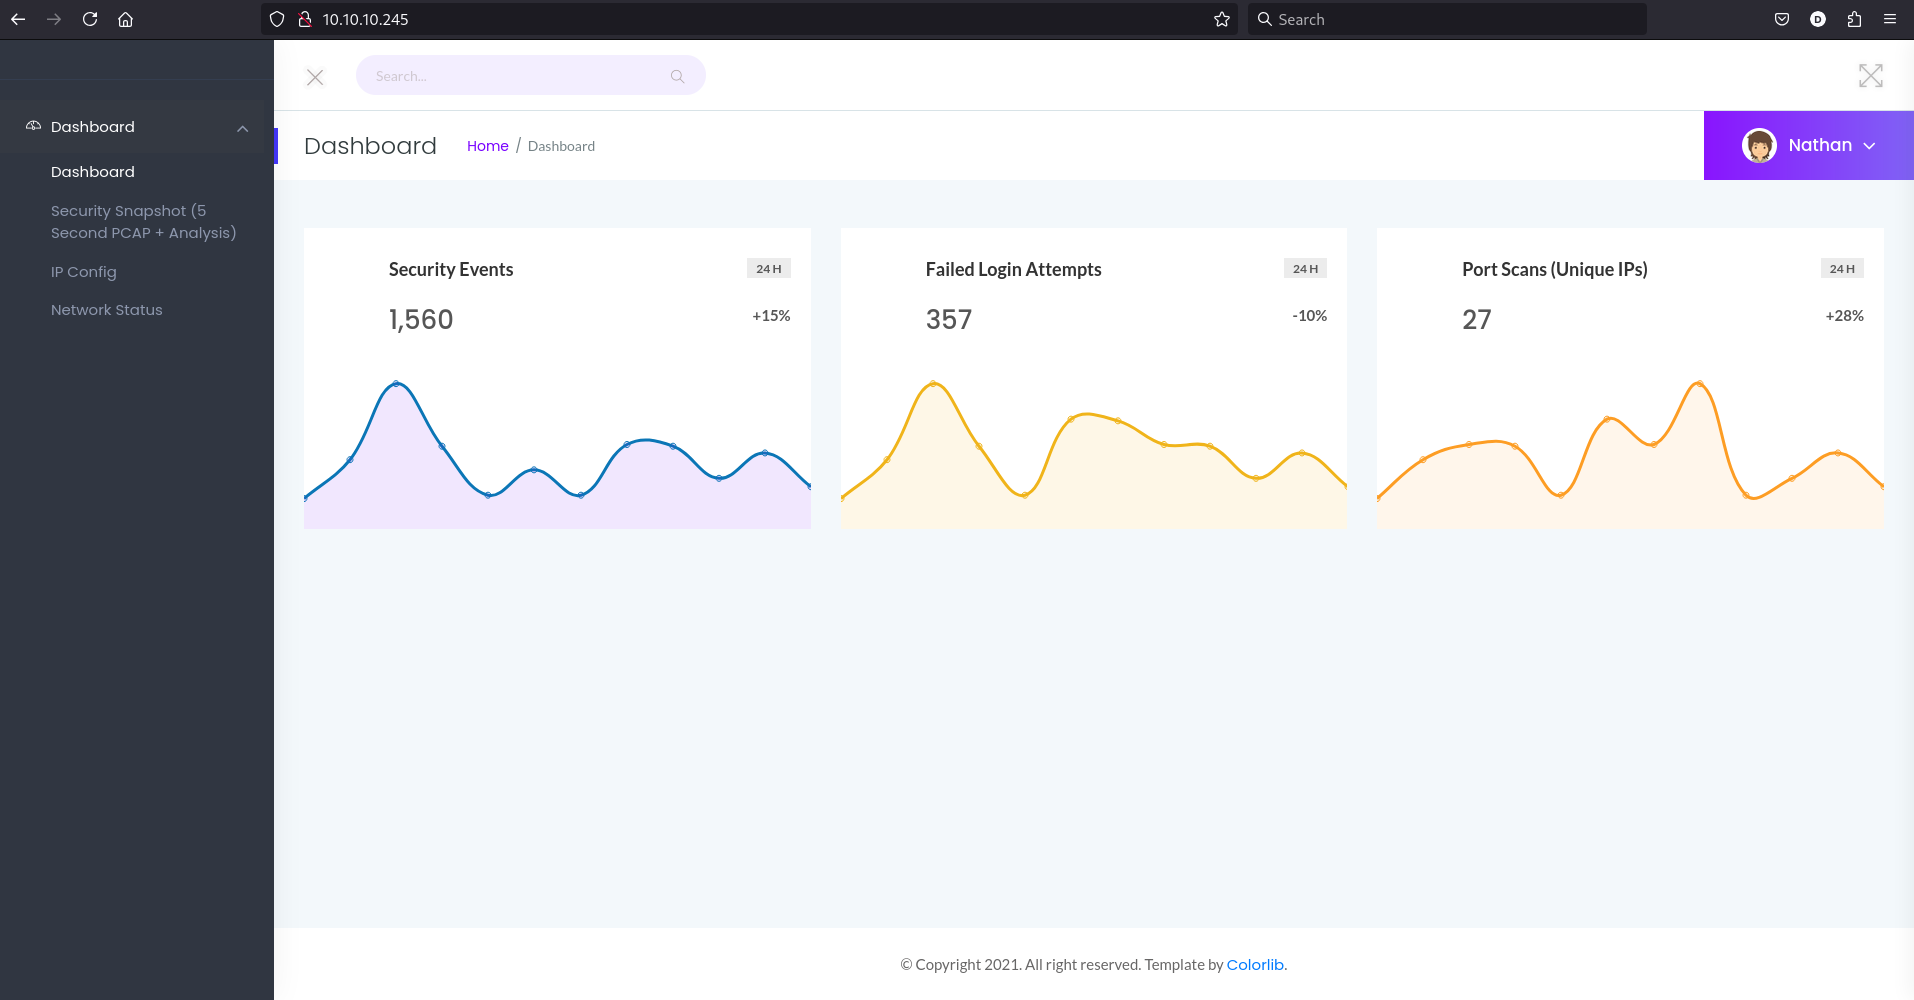 10.10.10.245
Search
Search...
Dashboard
Dashboard
Security Snapshot (5
Second PCAP + Analysis)
IP Config
Network Status
Dashboard
Home / Dashboard
Nathan
Security Events
24 H
1,560
+15%
Failed Login Attempts
24 H
357
-10%
Port Scans (Unique IPs)
24 H
27
+28%
© Copyright 2021. All right reserved. Template by Colorlib.
D